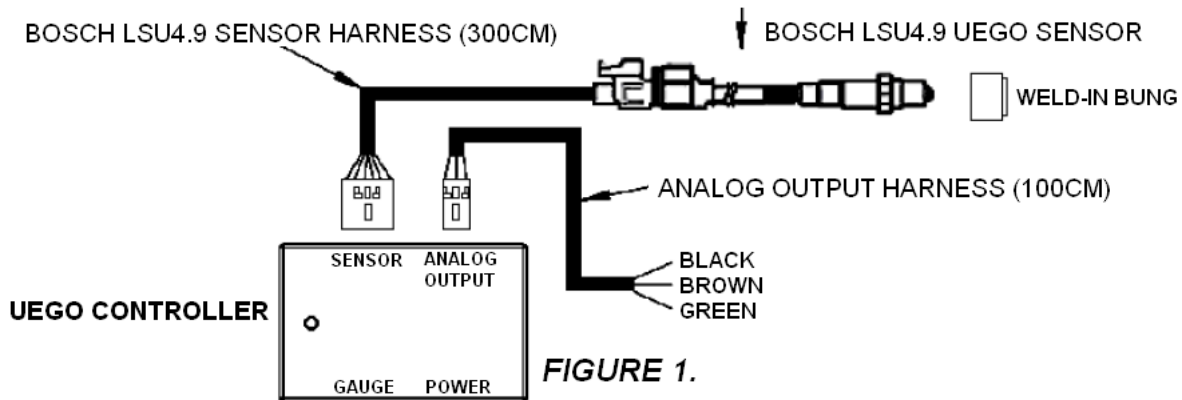 BOSCH LSU4.9 SENSOR HARNESS (300CM)
BOSCH LSU4.9 UEGO SENSOR
WELD-IN BUNG
ANALOG OUTPUT HARNESS (100CM)
SENSOR
ANALOG
OUTPUT
BLACK
BROWN
GREEN
UEGO CONTROLLER
FIGURE 1.
GAUGE
POWER